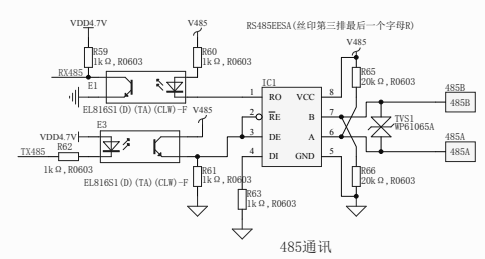 RS485EESA(丝印第三排最后一个字母R)
VDD4.7V
V485
V485
R59
1kΩ,R0603
R60
1kΩ,R0603
R65
20kΩ,R0603
RX485
E1
EL816S1(D)(TA)(CLW)-F
IC1
1 RO VCC 8
2 RE B 7
3 DE A 6
4 DI GND 5
485B
485B
TVS1
WP61065A
485A
485A
E3
V485
VDD4.7V
R62
TX485
1kΩ,R0603
EL816S1(D)(TA)(CLW)-F
R61
1kΩ,R0603
R63
1kΩ,R0603
R66
20kΩ,R0603
485通讯